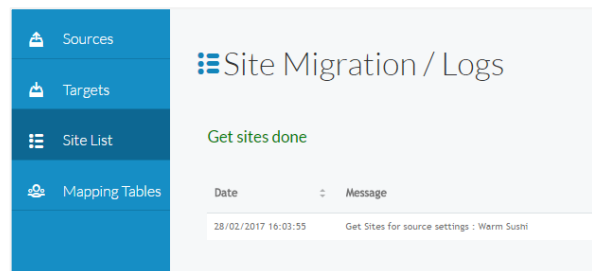 Sources
Targets
Site List
Mapping Tables
Site Migration / Logs
Get sites done
Date Message
28/02/2017 16:03:55 Get Sites for source settings : Warm Sushi